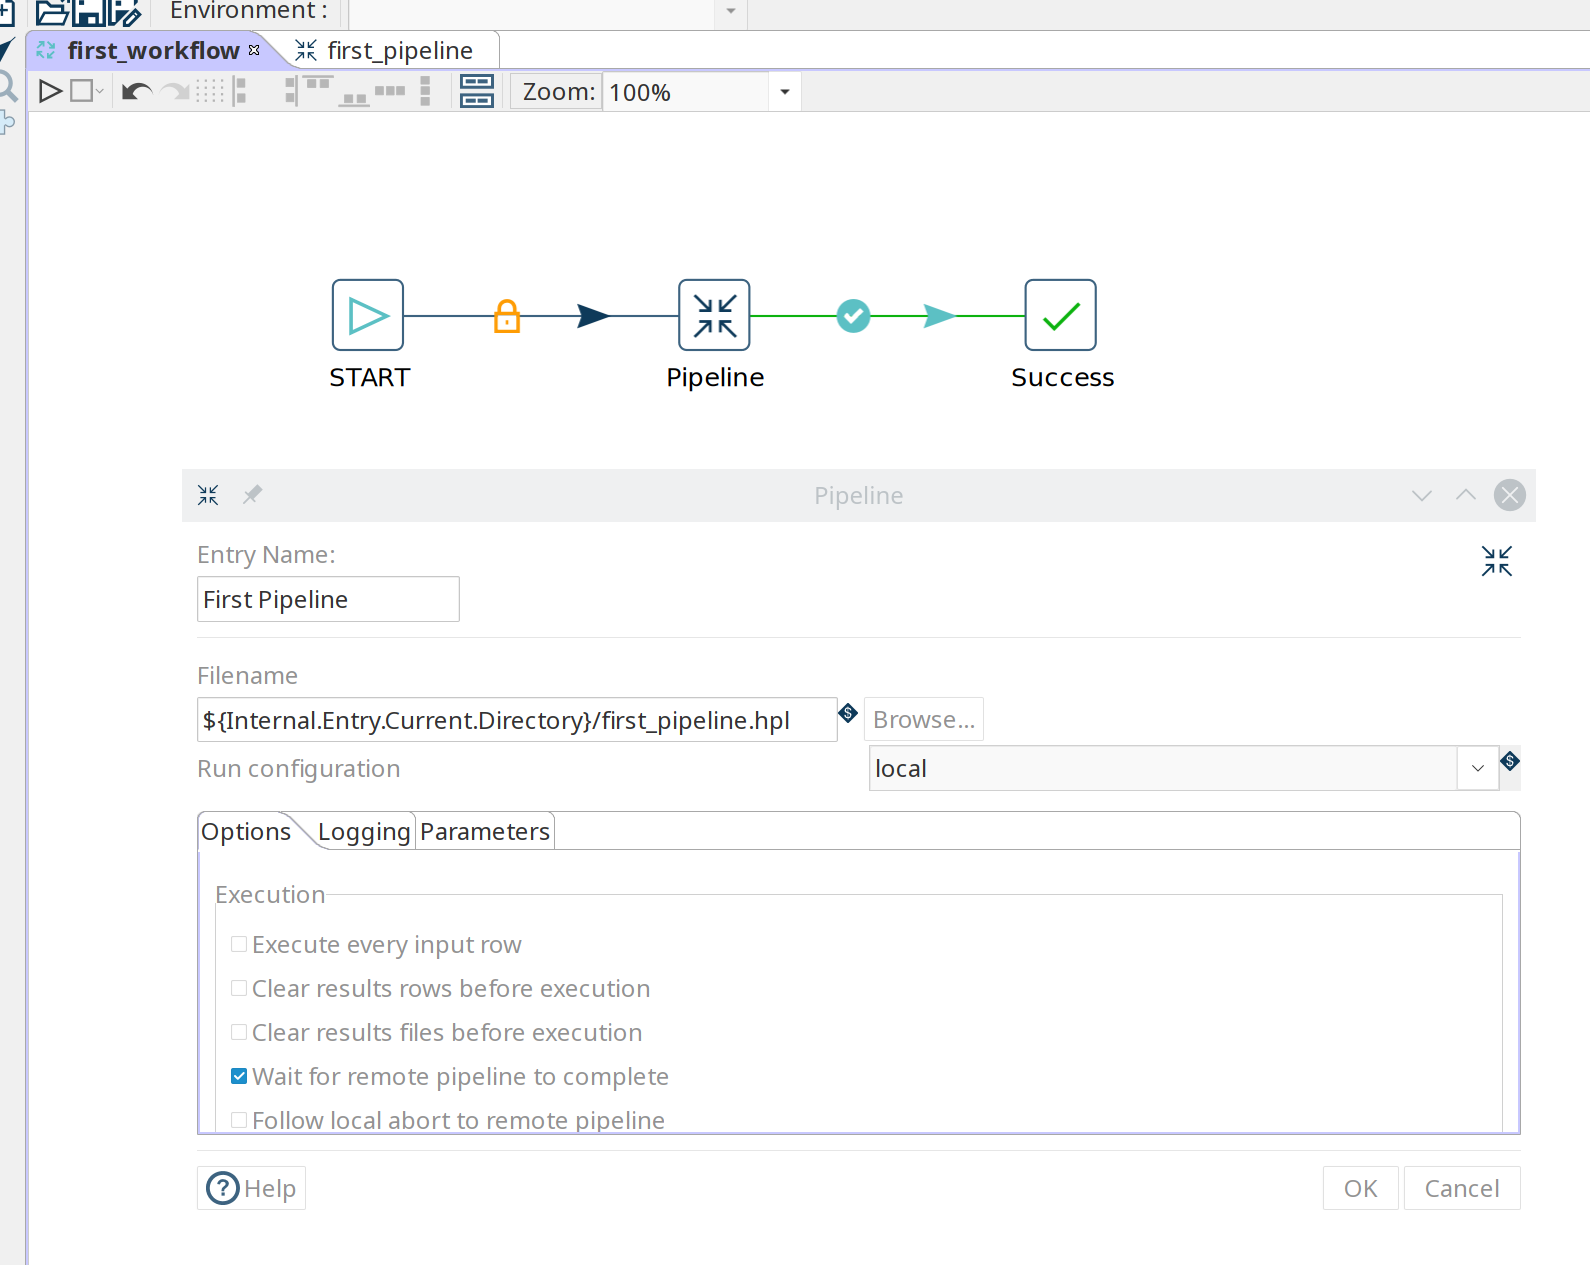 Environment :
first_workflow first_pipeline
Zoom: 100%
START Pipeline Success
Pipeline
Entry Name:
First Pipeline
Filename
${Internal.Entry.Current.Directory}/first_pipeline.hpl Browse...
Run configuration local
Options Logging Parameters
Execution
Execute every input row
Clear results rows before execution
Clear results files before execution
Wait for remote pipeline to complete
Follow local abort to remote pipeline
Help OK Cancel